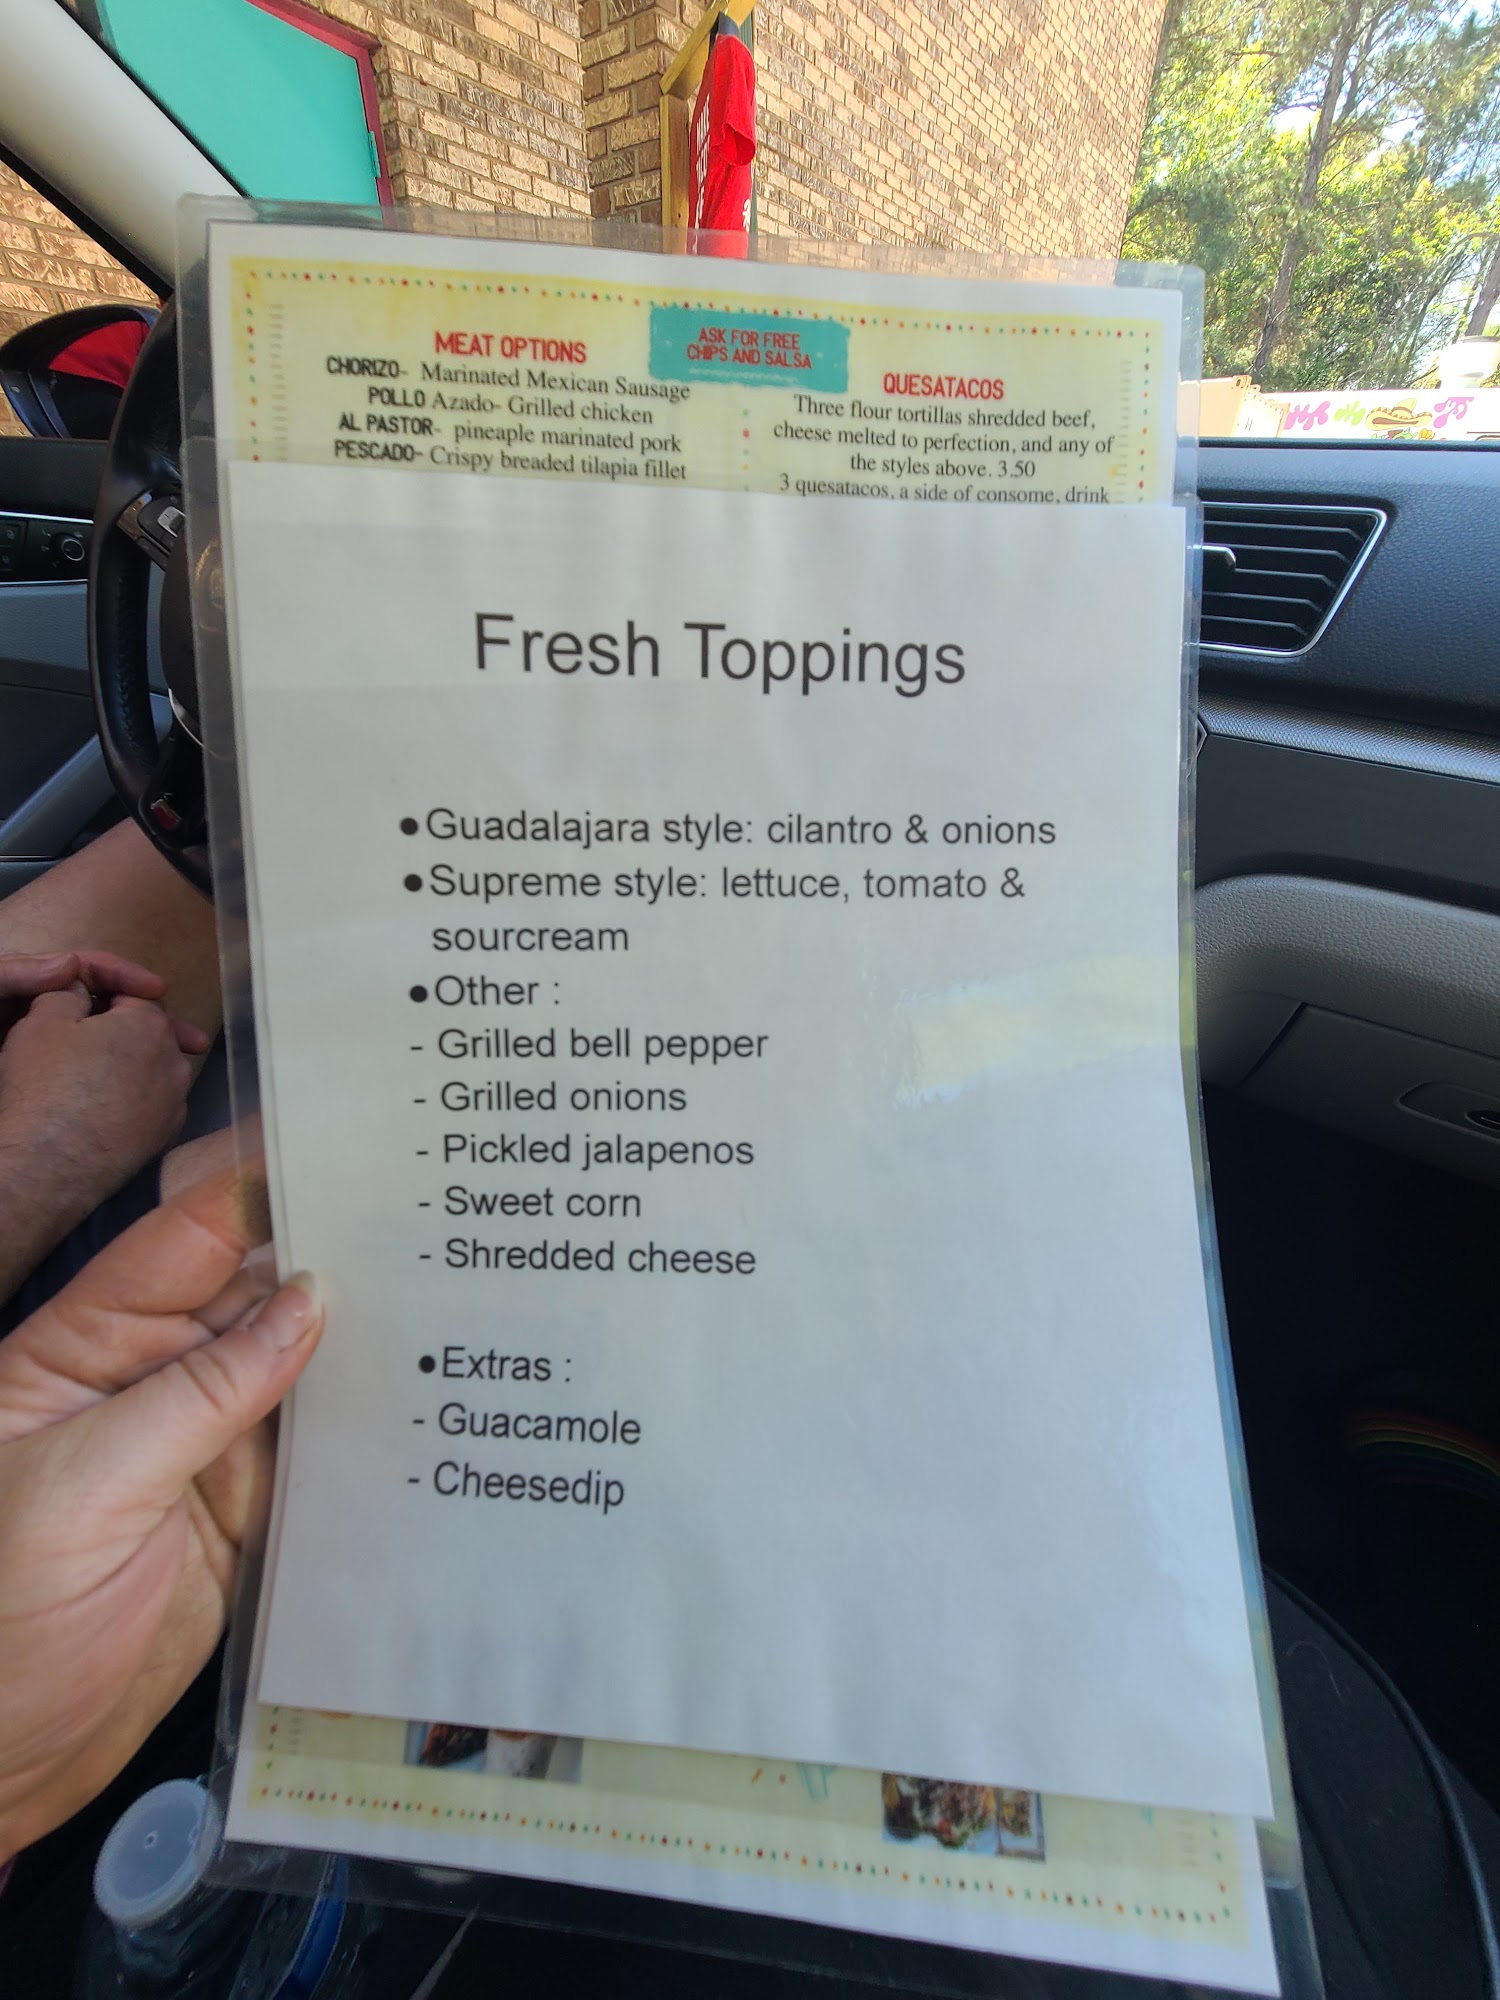 ASK FOR FREE
CHIPS AND SALSA
MEAT OPTIONS
CHORIZO- Marinated Mexican Sausage
POLLO Azado- Grilled chicken
AL PASTOR- pineaple marinated pork
PESCADO- Crispy breaded tilapia fillet
QUESATACOS
Three flour tortillas shredded beef,
cheese melted to perfection, and any of
the styles above. 3.50
3 quesatacos, a side of consome, drink
Fresh Toppings
●Guadalajara style: cilantro & onions
●Supreme style: lettuce, tomato &
sourcream
●Other :
- Grilled bell pepper
- Grilled onions
- Pickled jalapenos
- Sweet corn
- Shredded cheese
●Extras :
- Guacamole
- Cheesedip